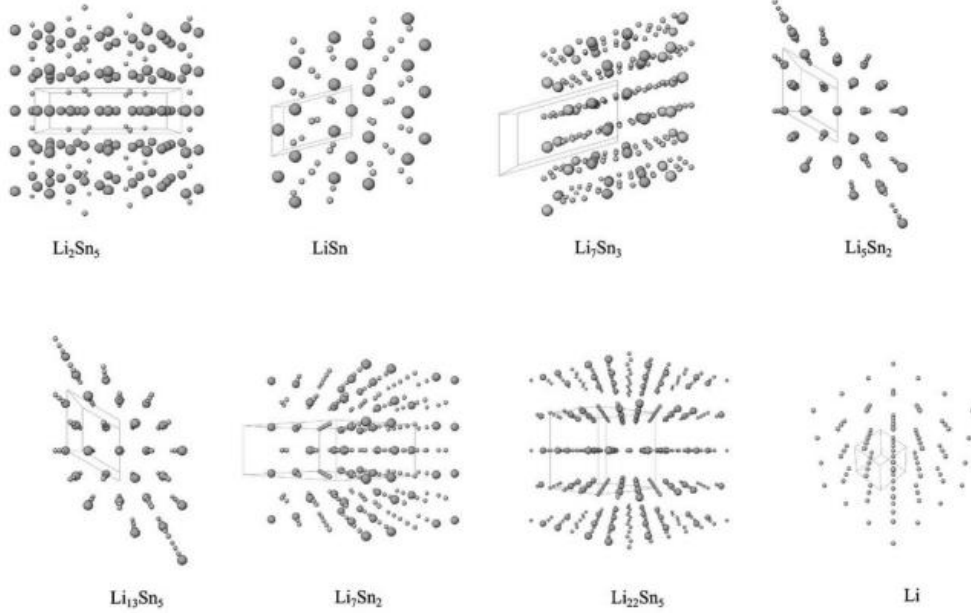 Li₂Sn₅
LiSn
Li₇Sn₃
Li₅Sn₂
Li₁₃Sn₅
Li₇Sn₂
Li₂₂Sn₅
Li